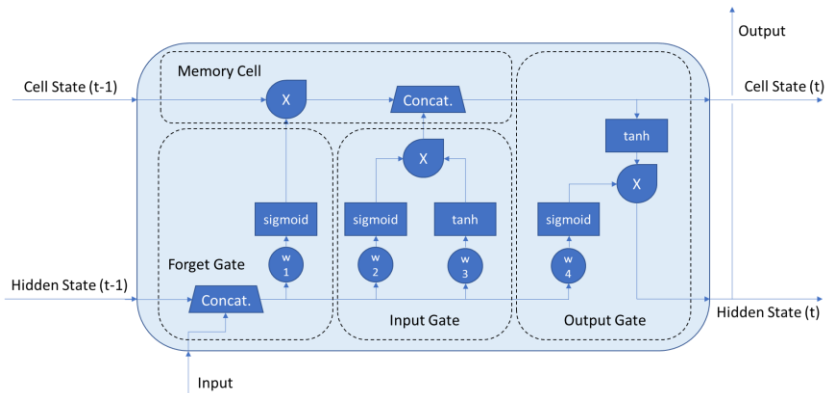 Output
Memory Cell
Cell State (t-1)
X
Concat.
Cell State (t)
tanh
X
X
sigmoid
sigmoid
tanh
sigmoid
Forget Gate
w
1
w
2
w
3
w
4
Hidden State (t-1)
Concat.
Input Gate
Output Gate
Hidden State (t)
Input